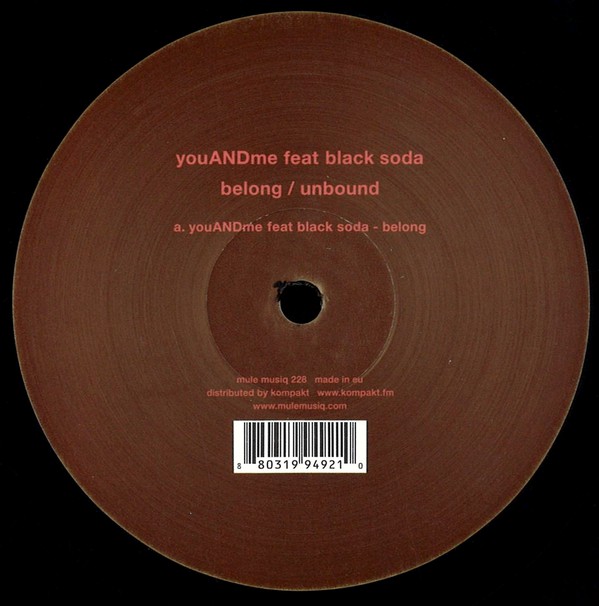 youANDme feat black soda
belong / unbound
a. youANDme feat black soda - belong
mule musiq 228 made in eu
distributed by kompakt www.kompakt.fm
www.mulemusiq.com
8 80319 94921 0